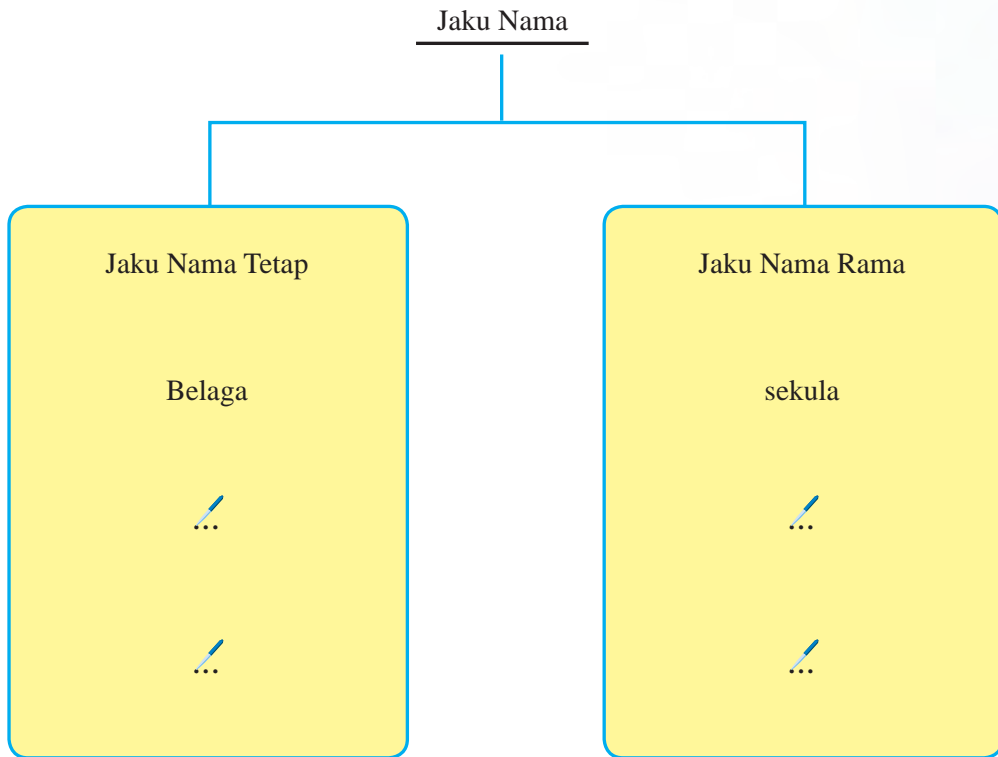 Jaku Nama
Jaku Nama Tetap
Belaga
...
...
Jaku Nama Rama
sekula
...
...